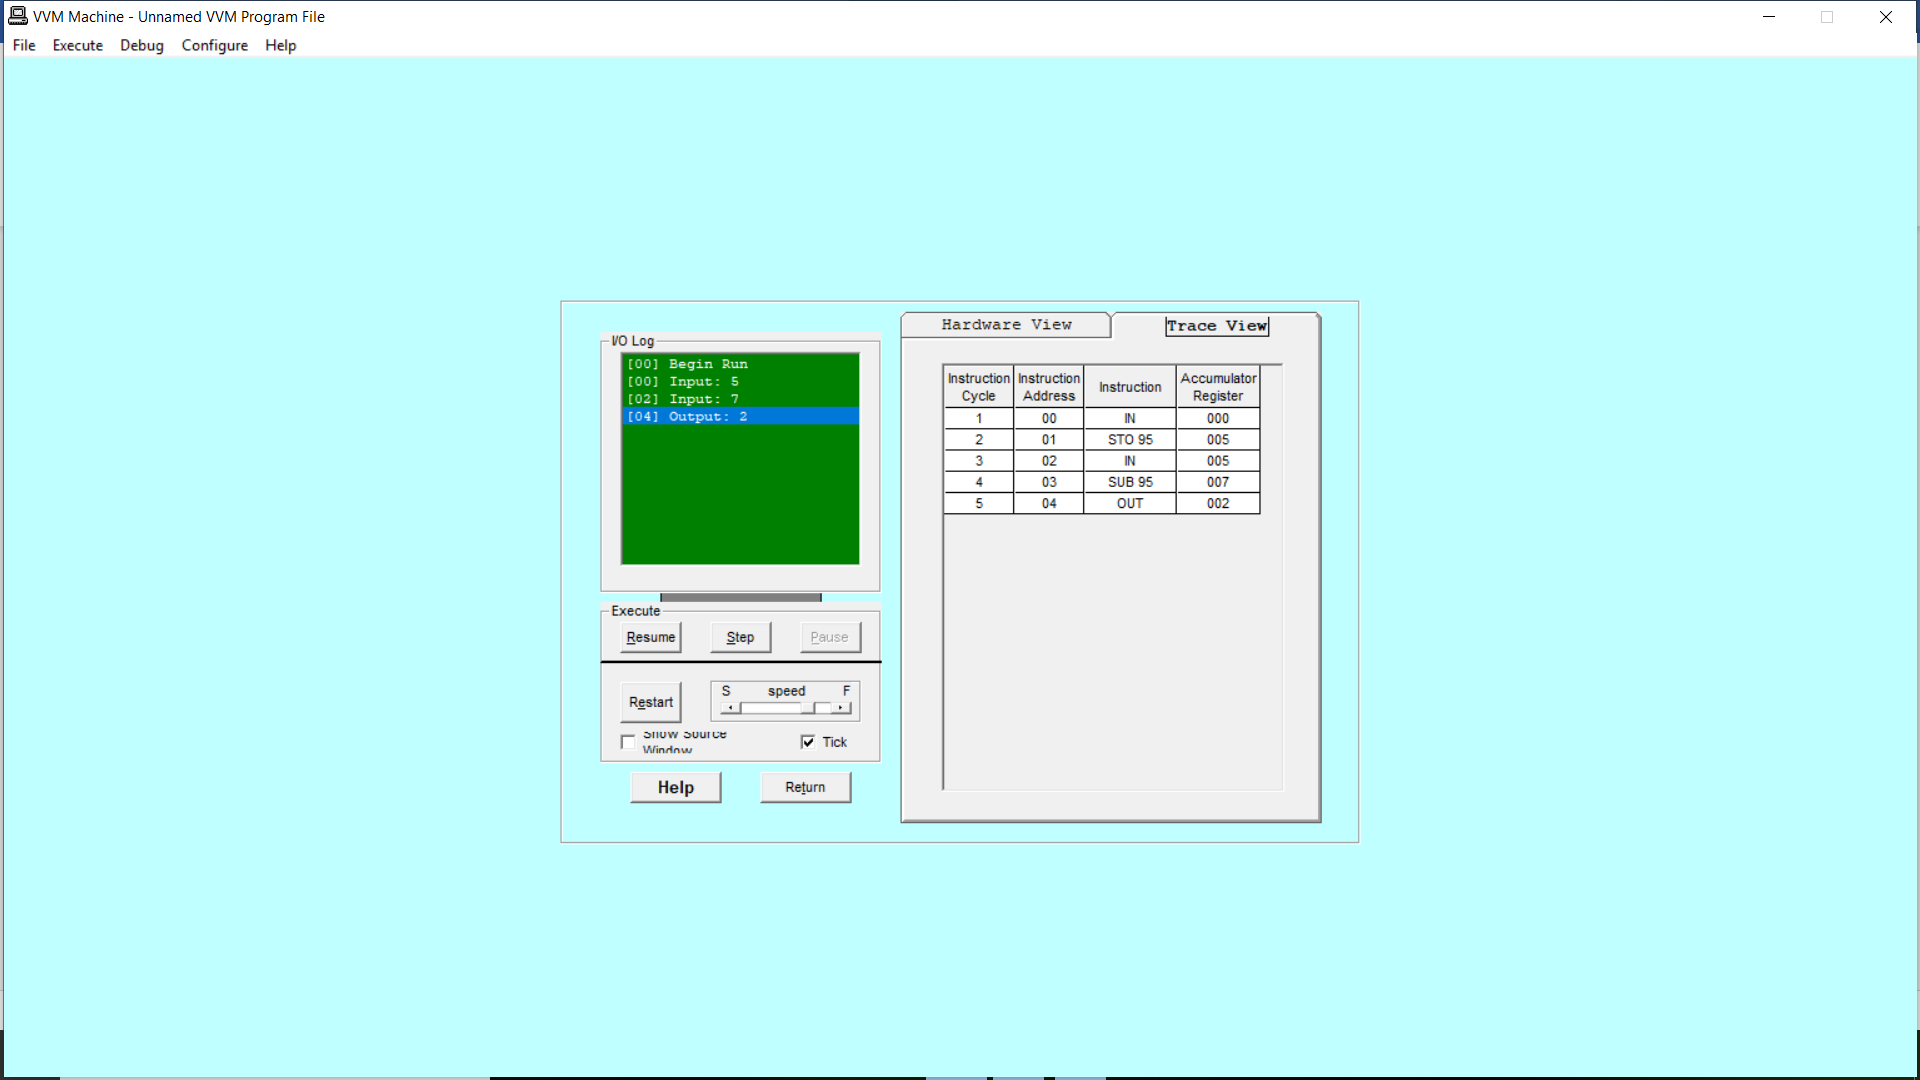 VVM Machine - Unnamed VVM Program File
File Execute Debug Configure Help
I/O Log
[00] Begin Run
[00] Input: 5
[02] Input: 7
[04] Output: 2
Execute
Resume Step Pause
Restart
S speed F
Show Source
Window
Tick
Help Return
Hardware View Trace View
Instruction Cycle Instruction Address Instruction Accumulator Register
1 00 IN 000
2 01 STO 95 005
3 02 IN 005
4 03 SUB 95 007
5 04 OUT 002